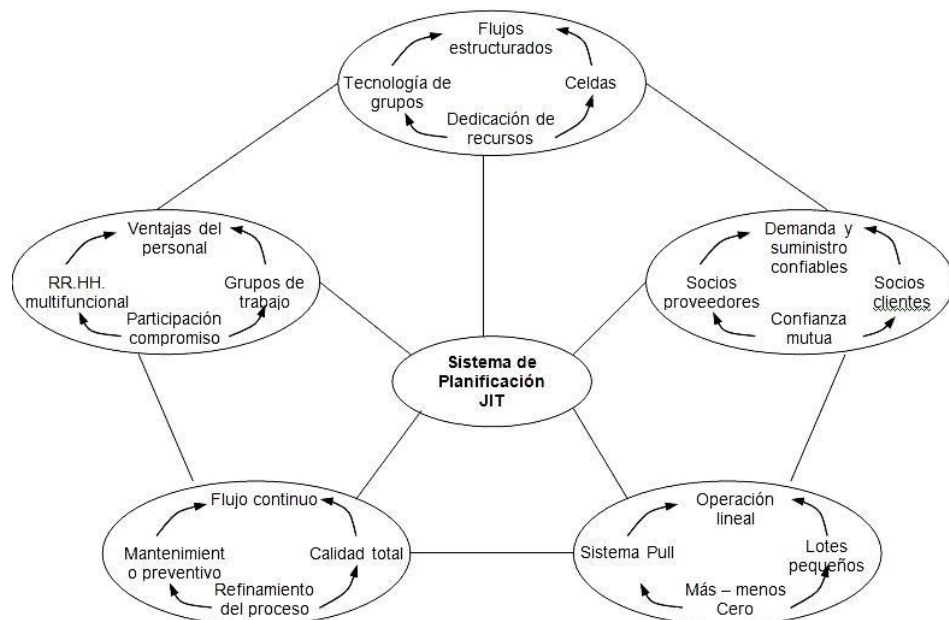 Flujos
estructurados
Tecnología de
grupos
Celdas
Dedicación de
recursos
Ventajas del
personal
RR.HH.
multifuncional
Grupos de
trabajo
Participación
compromiso
Demanda y
suministro
confiables
Socios
proveedores
Socios
clientes
Confianza
mutua
Sistema de
Planificación
JIT
Flujo continuo
Mantenimient
o preventivo
Calidad total
Refinamiento
del proceso
Operación
lineal
Sistema Pull
Lotes
pequeños
Más – menos
Cero